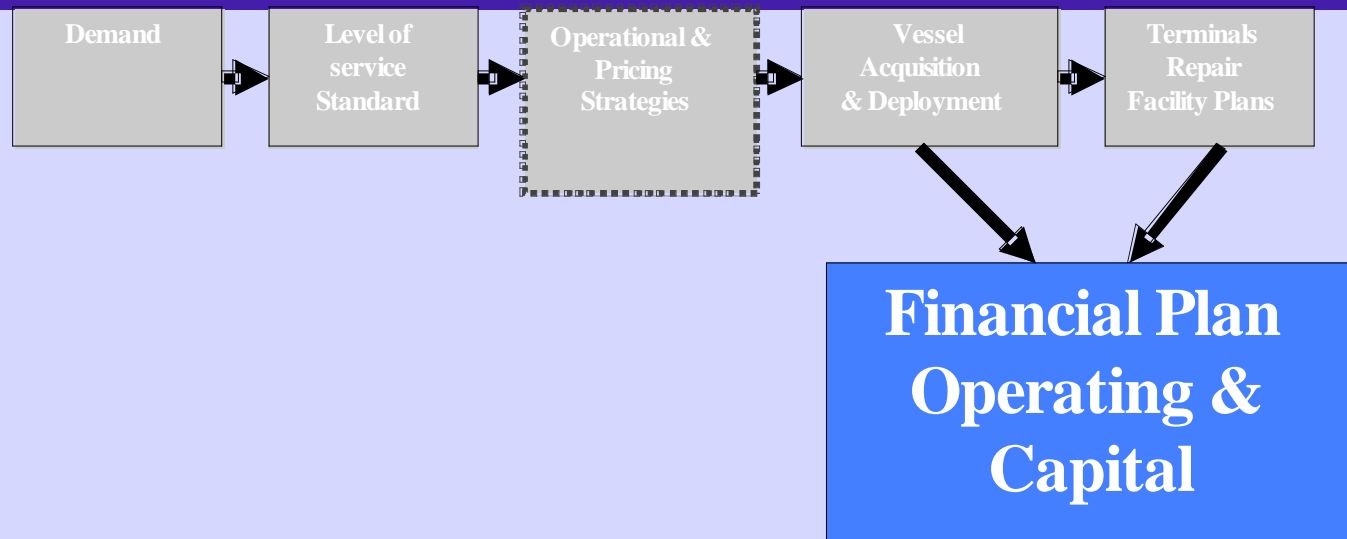 Demand
Level of
service
Standard
Operational &
Pricing
Strategies
Vessel
Acquisition
& Deployment
Terminals
Repair
Facility Plans
Financial Plan
Operating &
Capital